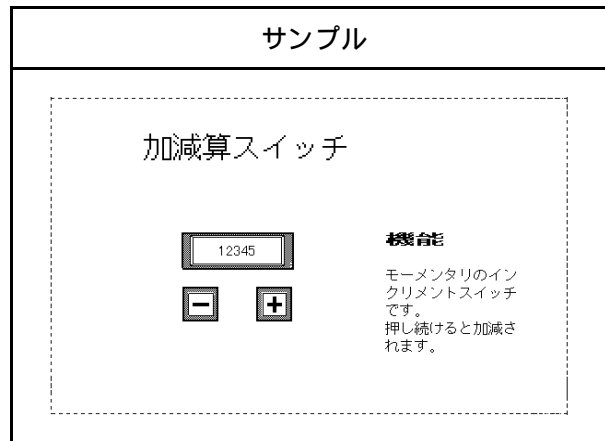 サンプル
加減算スイッチ
12345
− +
機能
モーメンタリのイン
クリメントスイッチ
です。
押し続けると加減さ
れます。